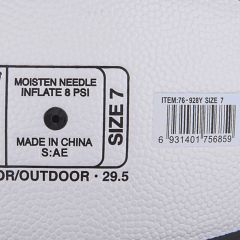 MOISTEN NEEDLE
INFLATE 8 PSI
MADE IN CHINA
S:AE
SIZE 7
OR/OUTDOOR · 29.5
ITEM:76-928Y SIZE 7
6 931401 756859